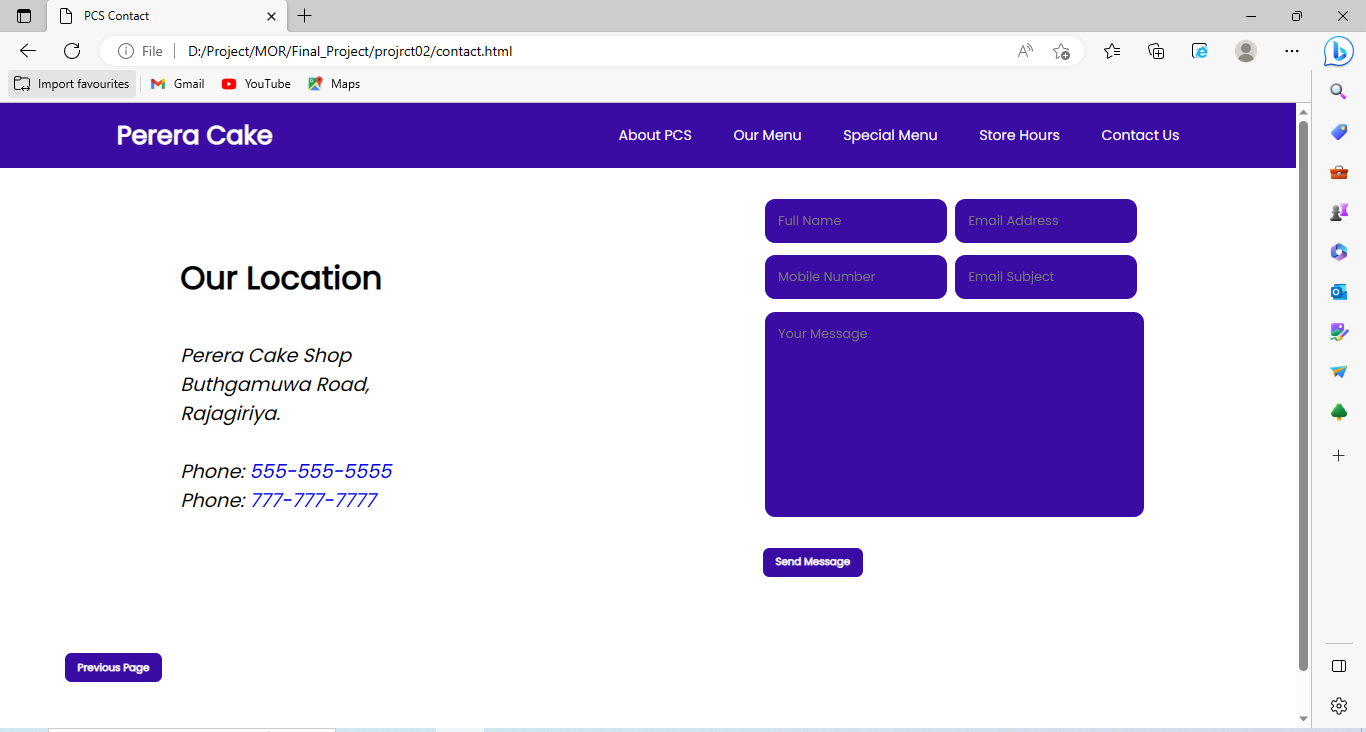 PCS Contact
File
D:/Project/MOR/Final_Project/projrct02/contact.html
Import favourites
Gmail
YouTube
Maps
Perera Cake
About PCS
Our Menu
Special Menu
Store Hours
Contact Us
Our Location
Perera Cake Shop
Buthgamuwa Road,
Rajagiriya.
Phone: 555-555-5555
Phone: 777-777-7777
Full Name
Email Address
Mobile Number
Email Subject
Your Message
Send Message
Previous Page